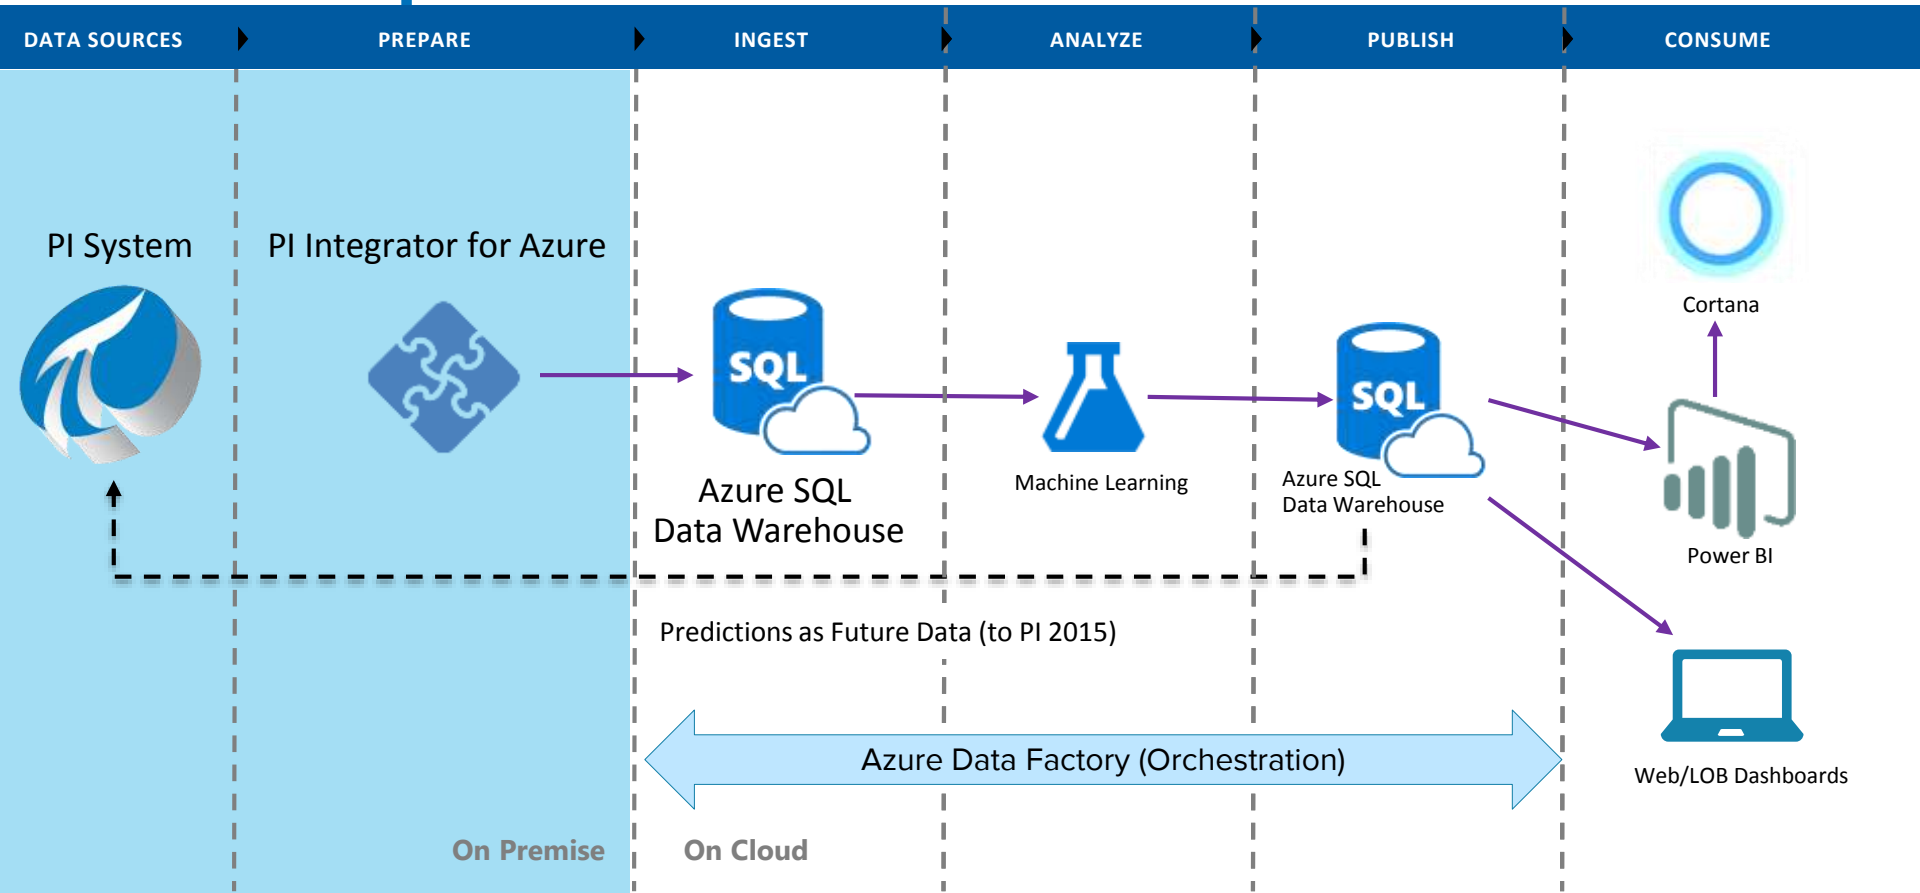 DATA SOURCES
PREPARE
INGEST
ANALYZE
PUBLISH
CONSUME
PI System
PI Integrator for Azure
SQL
Azure SQL
Data Warehouse
Machine Learning
SQL
Azure SQL
Data Warehouse
Cortana
Power BI
Web/LOB Dashboards
Predictions as Future Data (to PI 2015)
Azure Data Factory (Orchestration)
On Premise
On Cloud